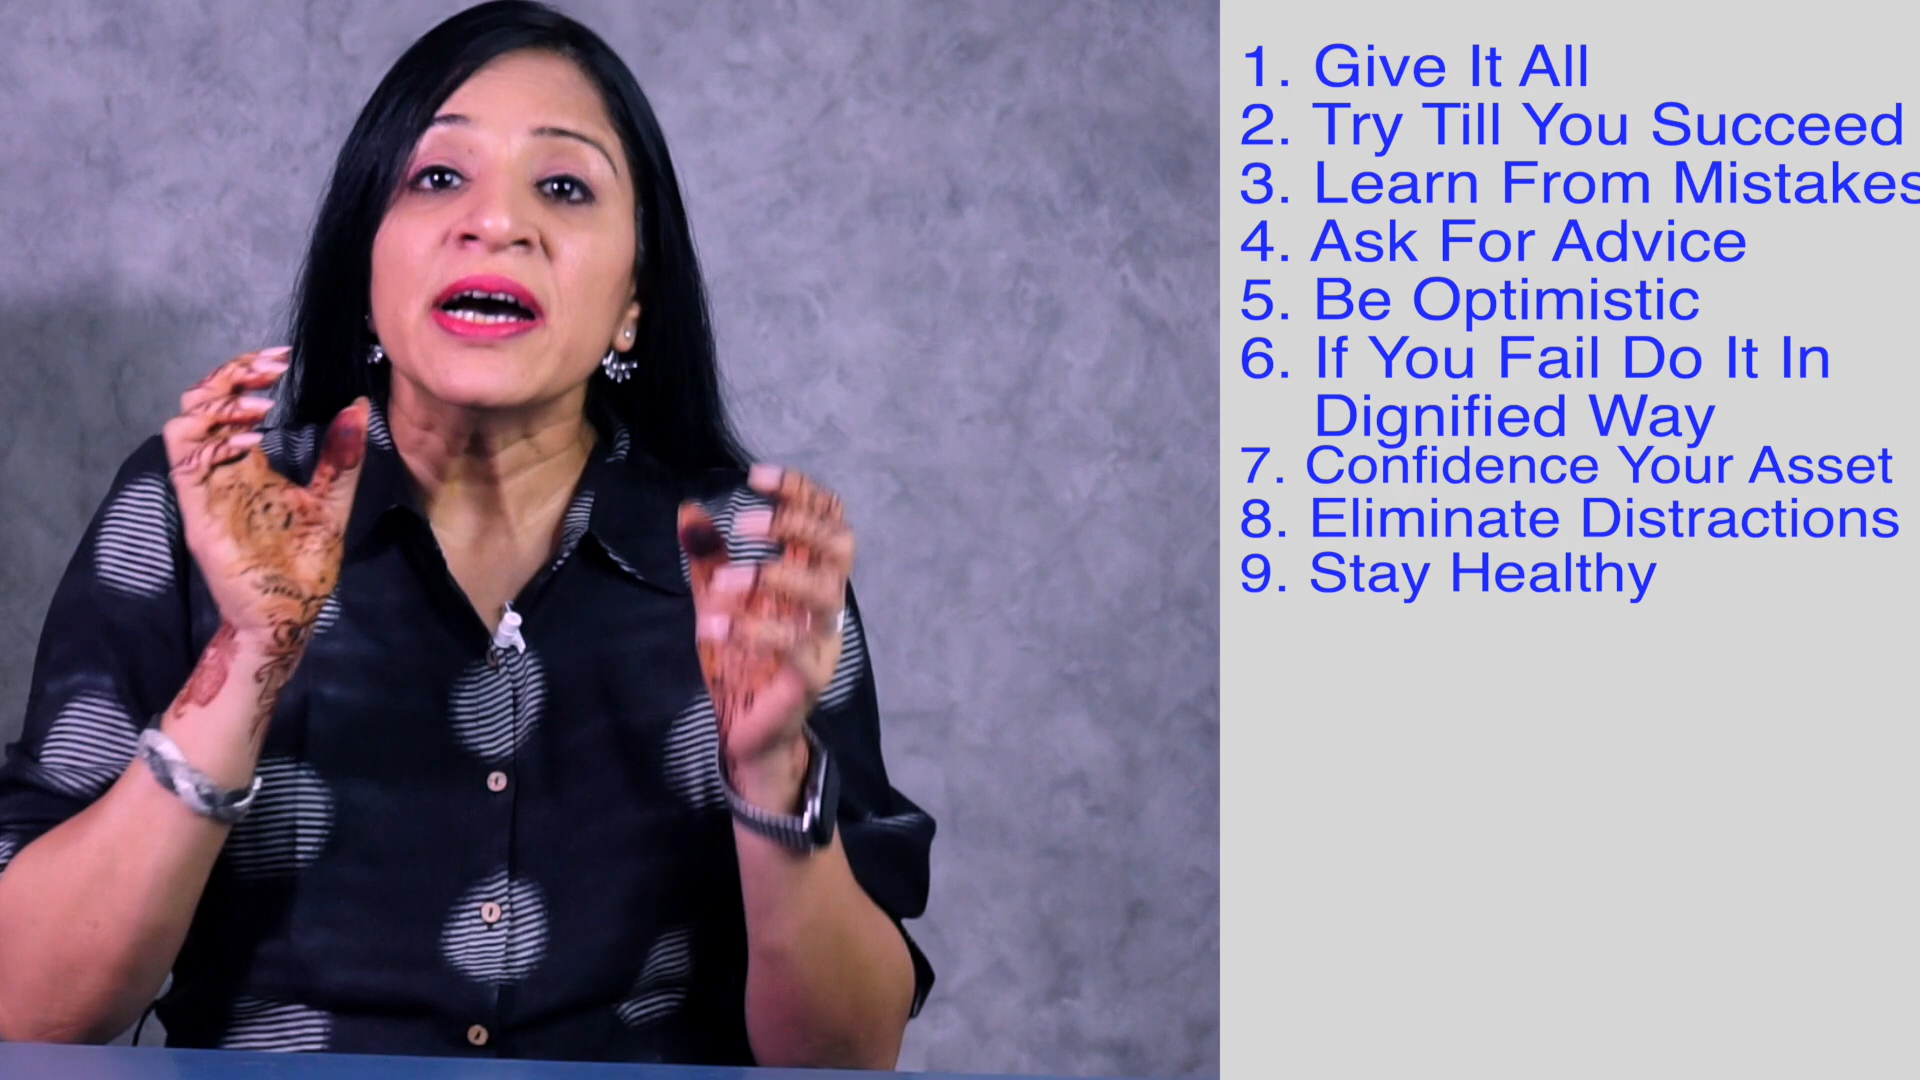 1. Give It All
2. Try Till You Succeed
3. Learn From Mistakes
4. Ask For Advice
5. Be Optimistic
6. If You Fail Do It In
Dignified Way
7. Confidence Your Asset
8. Eliminate Distractions
9. Stay Healthy